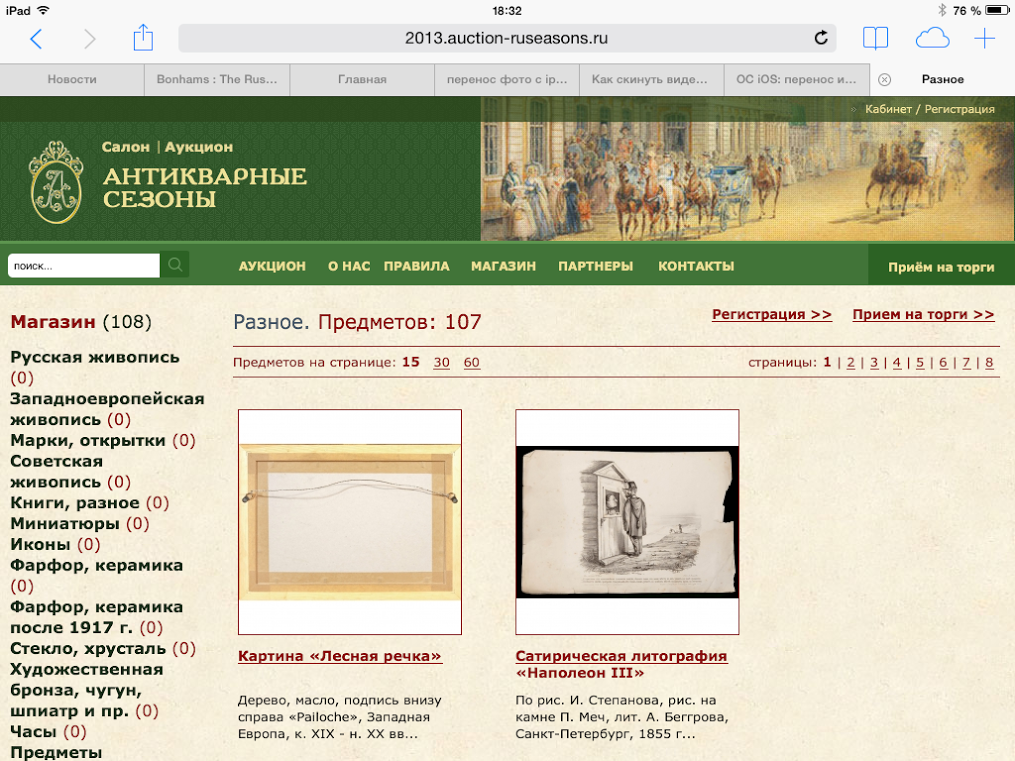 iPad 18:32 76 %
2013.auction-ruseasons.ru
Новости Bonhams : The Rus... Главная перенос фото с ip... Как скинуть виде... ОС iOS: перенос и... Разное
Кабинет / Регистрация
Салон | Аукцион
АНТИКВАРНЫЕ
СЕЗОНЫ
поиск... АУКЦИОН О НАС ПРАВИЛА МАГАЗИН ПАРТНЕРЫ КОНТАКТЫ Приём на торги
Магазин (108)
Русская живопись
(0)
Западноевропейская
живопись (0)
Марки, открытки (0)
Советская
живопись (0)
Книги, разное (0)
Миниатюры (0)
Иконы (0)
Фарфор, керамика
(0)
Фарфор, керамика
после 1917 г. (0)
Стекло, хрусталь (0)
Художественная
бронза, чугун,
шпиатр и пр. (0)
Часы (0)
Предметы
Разное. Предметов: 107
Регистрация >> Прием на торги >>
Предметов на странице: 15 30 60
страницы: 1 | 2 | 3 | 4 | 5 | 6 | 7 | 8
Картина «Лесная речка»
Дерево, масло, подпись внизу
справа «Pailoche», Западная
Европа, к. XIX - н. XX вв...
Сатирическая литография
«Наполеон III»
По рис. И. Степанова, рис. на
камне П. Меч, лит. А. Беггрова,
Санкт-Петербург, 1855 г...